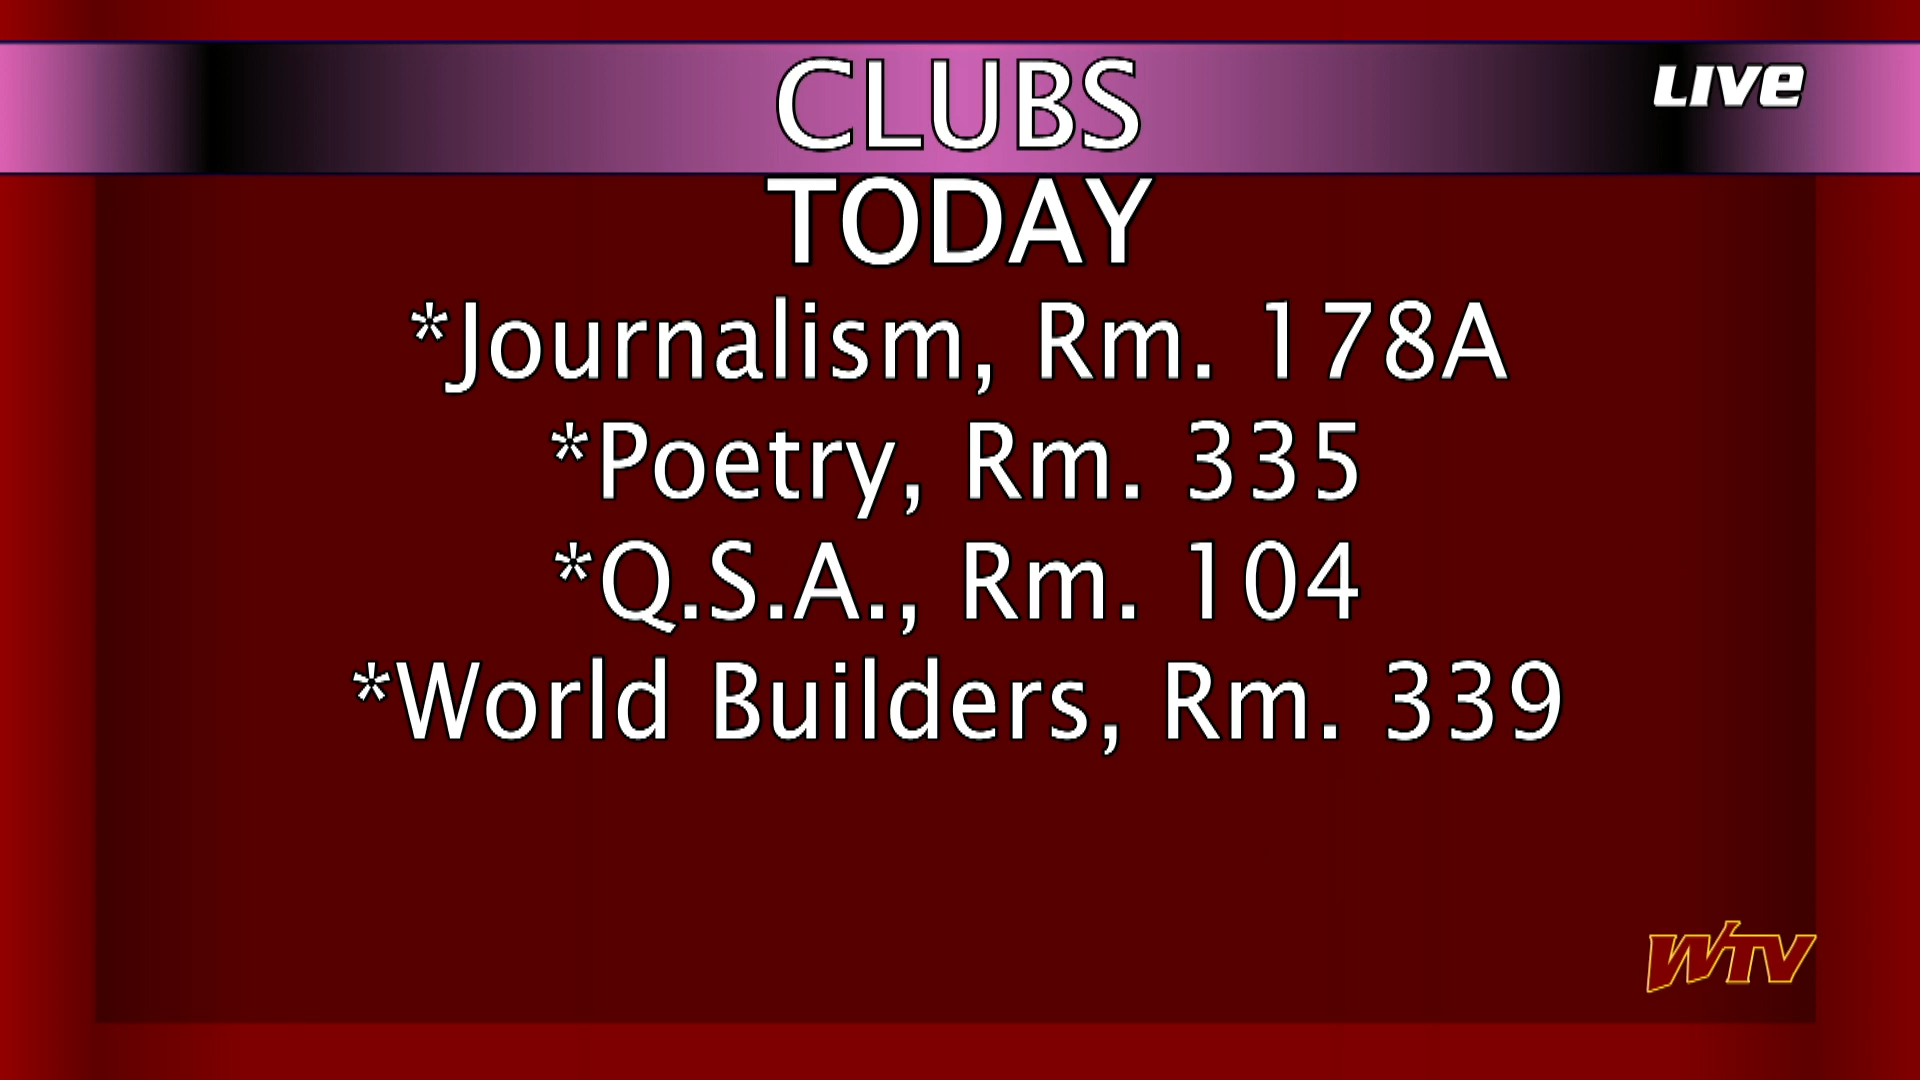 CLUBS
LIVe
TODAY
*Journalism, Rm. 178A
*Poetry, Rm. 335
*Q.S.A., Rm. 104
*World Builders, Rm. 339
WTV